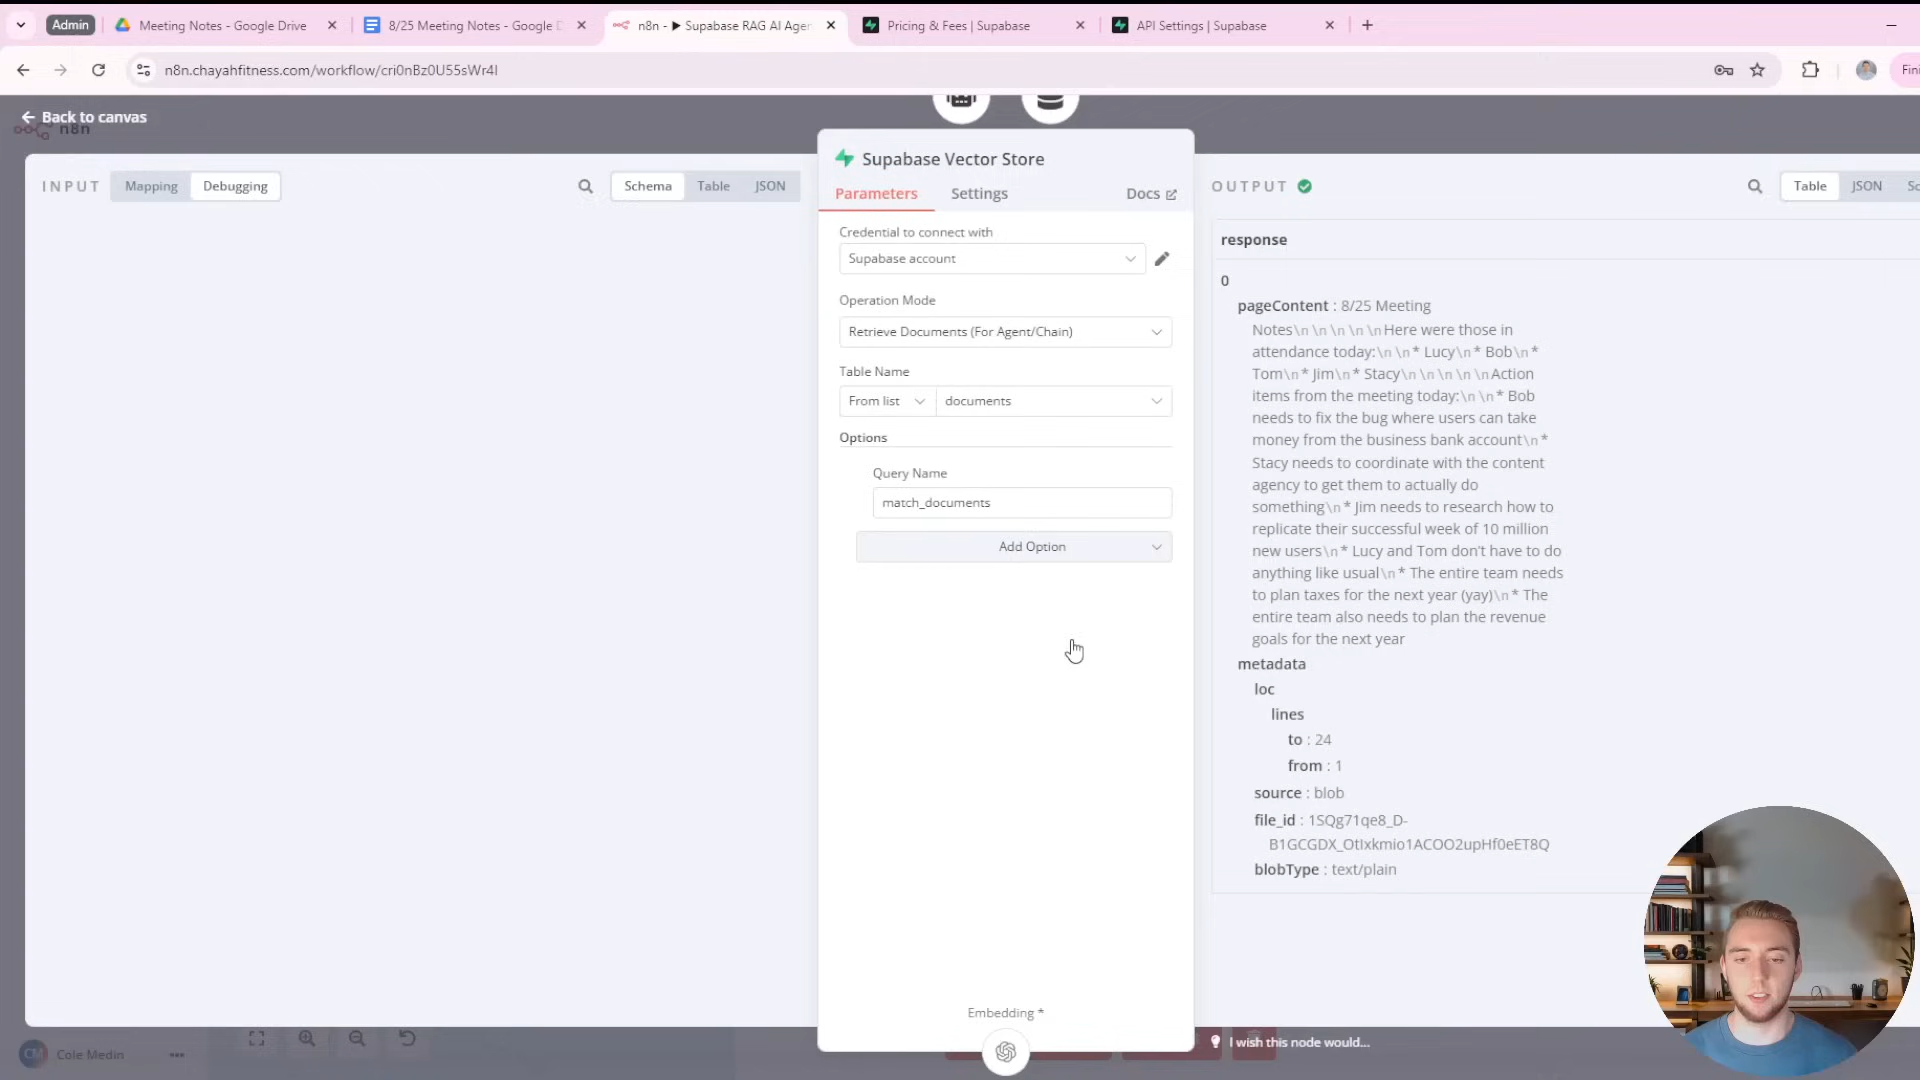 Admin
Meeting Notes - Google Drive
8/25 Meeting Notes - Google D
n8n - ▶ Supabase RAG AI Agen
Pricing & Fees | Supabase
API Settings | Supabase
n8n.chayahfitness.com/workflow/cri0nBz0U55sWr4I
Fini
Back to canvas
n8n
INPUT
Mapping
Debugging
Schema
Table
JSON
Supabase Vector Store
Parameters
Settings
Docs
Credential to connect with
Supabase account
Operation Mode
Retrieve Documents (For Agent/Chain)
Table Name
From list
documents
Options
Query Name
match_documents
Add Option
Embedding *
OUTPUT
Table
JSON
Sc
response
0
pageContent : 8/25 Meeting
Notes\n\n\n\n\nHere were those in
attendance today:\n\n* Lucy\n* Bob\n*
Tom\n* Jim\n* Stacy\n\n\n\n\nAction
items from the meeting today:\n\n* Bob
needs to fix the bug where users can take
money from the business bank account\n*
Stacy needs to coordinate with the content
agency to get them to actually do
something\n* Jim needs to research how to
replicate their successful week of 10 million
new users\n* Lucy and Tom don't have to do
anything like usual\n* The entire team needs
to plan taxes for the next year (yay)\n* The
entire team also needs to plan the revenue
goals for the next year
metadata
loc
lines
to : 24
from : 1
source : blob
file_id : 1SQg71qe8_D-
B1GCGDX_OtIxkmio1ACOO2upHf0eET8Q
blobType : text/plain
CM
Cole Medin
I wish this node would...